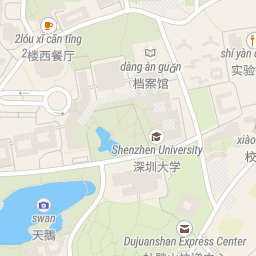 2lóu xī cān tīng
2楼西餐厅
dàng àn guǎn
档案馆
shí yàn
实验
Shenzhen University
深圳大学
xiào
校
swan
天鵝
Dujuanshan Express Center